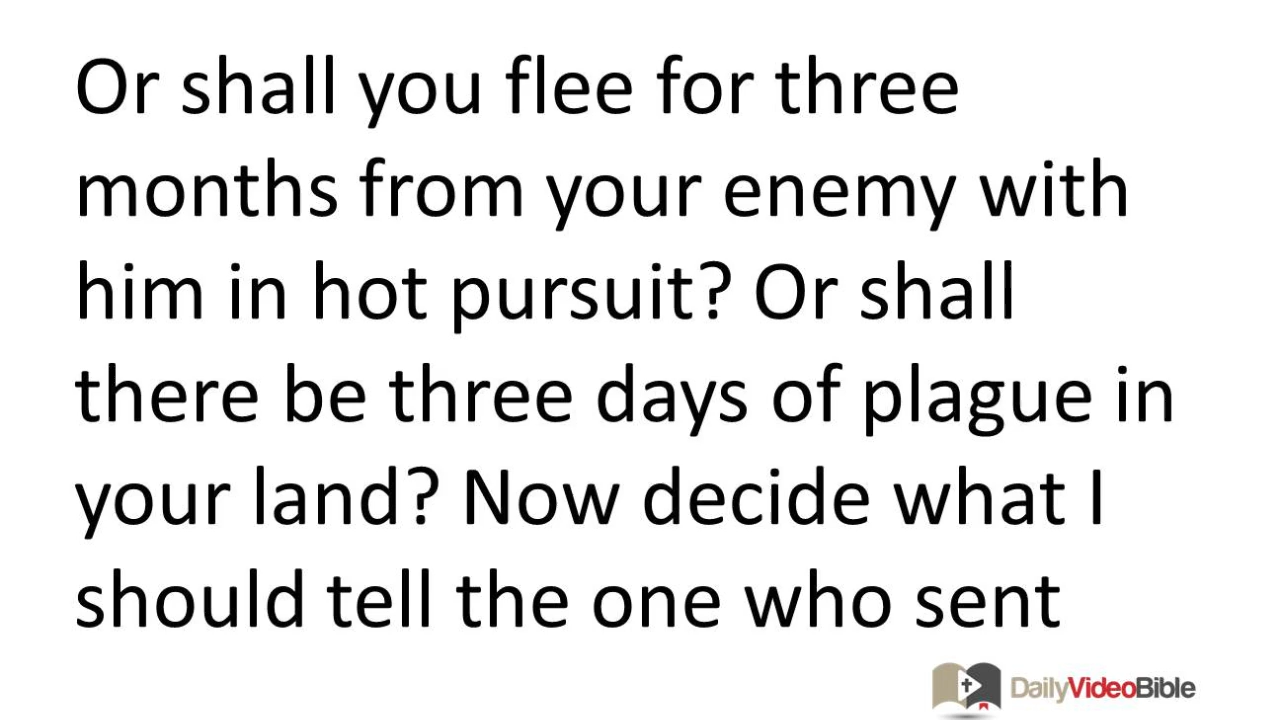 Or shall you flee for three
months from your enemy with
him in hot pursuit? Or shall
there be three days of plague in
your land? Now decide what I
should tell the one who sent
DailyVideoBible